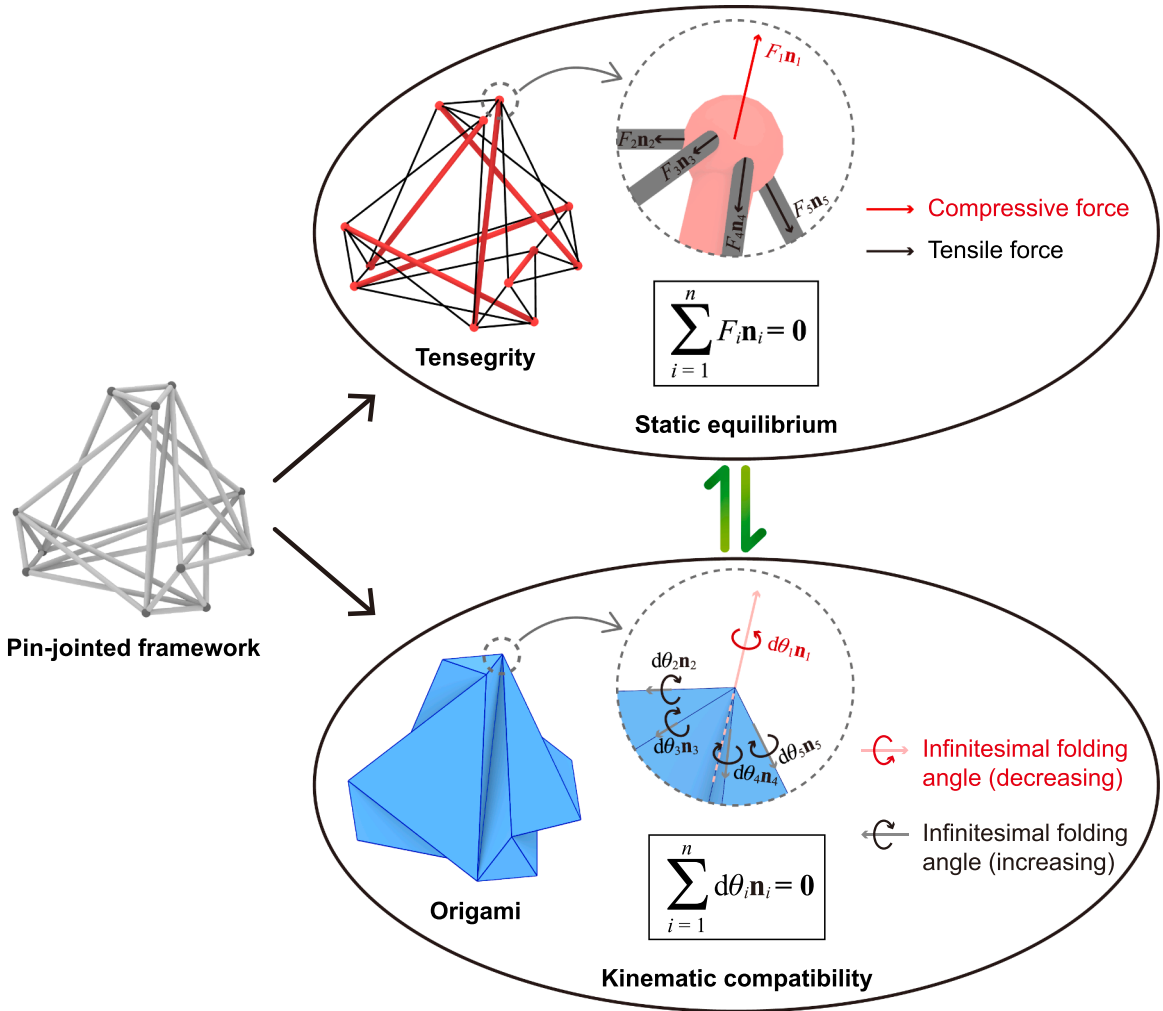 F₁n₁
F₂n₂
F₃n₃
F₄n₄
F₅n₅
Compressive force
Tensile force
n
∑ Fᵢnᵢ = 0
i = 1
Tensegrity
Static equilibrium
Pin-jointed framework
dθ₁n₁
dθ₂n₂
dθ₃n₃
dθ₄n₄
dθ₅n₅
Infinitesimal folding
angle (decreasing)
Infinitesimal folding
angle (increasing)
n
∑ dθᵢnᵢ = 0
i = 1
Origami
Kinematic compatibility